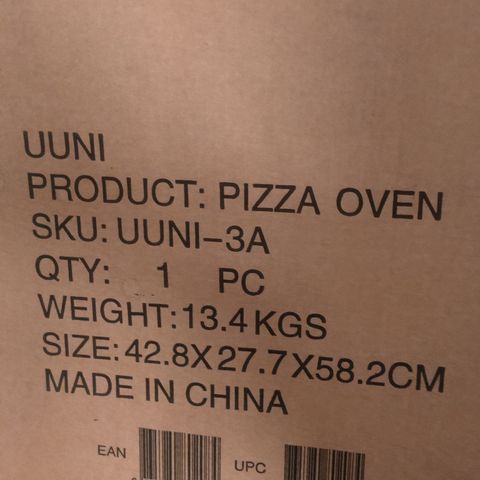 UUNI
PRODUCT: PIZZA OVEN
SKU: UUNI-3A
QTY: 1 PC
WEIGHT:13.4KGS
SIZE:42.8X27.7X58.2CM
MADE IN CHINA
EAN UPC